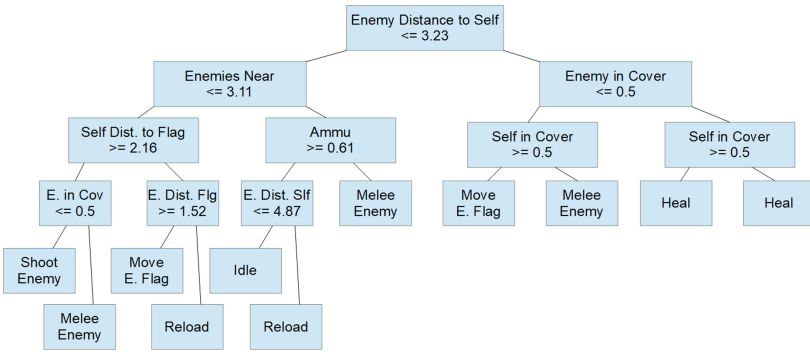 Enemy Distance to Self
<= 3.23
Enemies Near
<= 3.11
Enemy in Cover
<= 0.5
Self Dist. to Flag
>= 2.16
Ammu
>= 0.61
Self in Cover
>= 0.5
Self in Cover
>= 0.5
E. in Cov
<= 0.5
E. Dist. Flg
>= 1.52
E. Dist. Slf
<= 4.87
Melee
Enemy
Move
E. Flag
Melee
Enemy
Heal
Heal
Shoot
Enemy
Move
E. Flag
Idle
Melee
Enemy
Reload
Reload